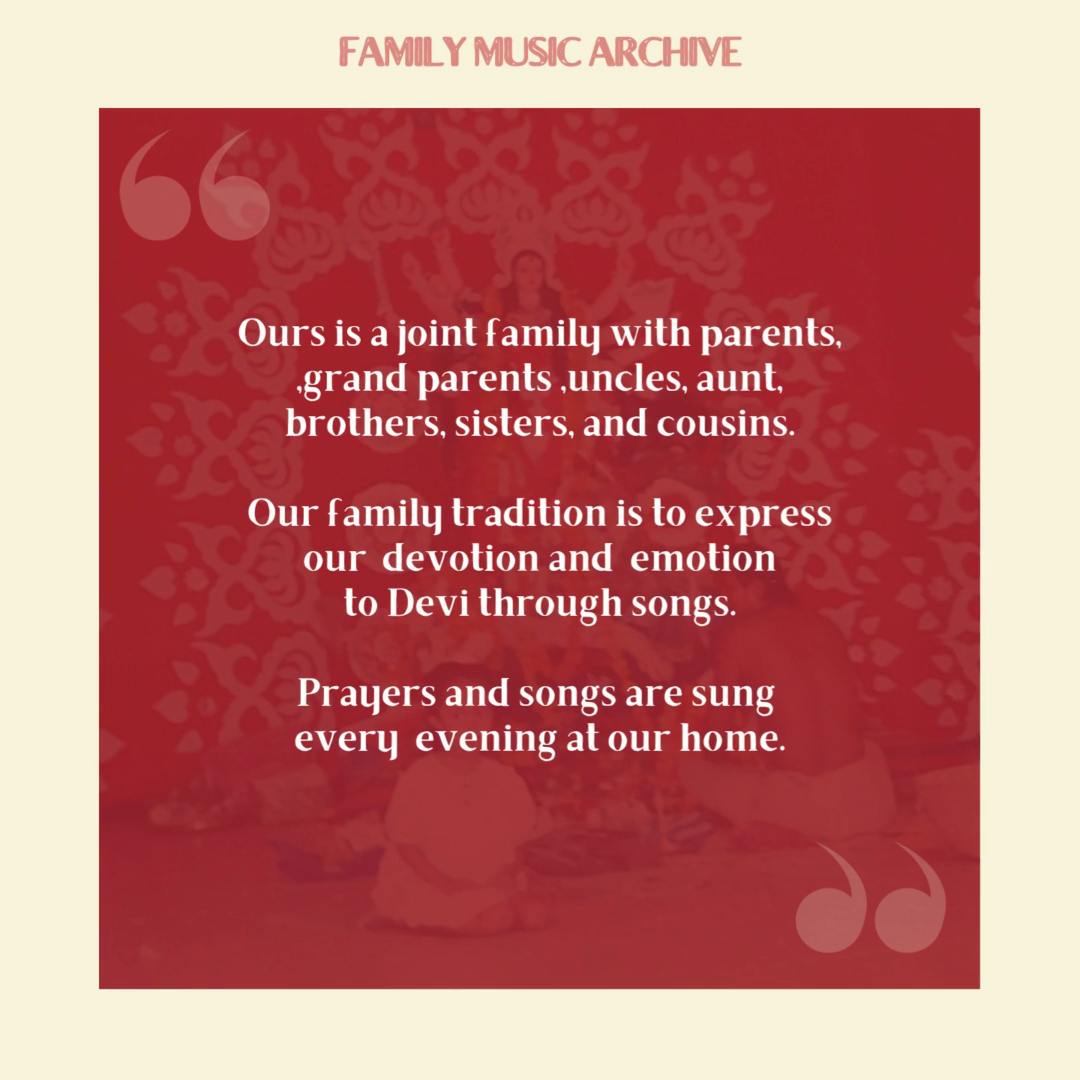 FAMILY MUSIC ARCHIVE
Ours is a joint family with parents,
,grand parents ,uncles, aunt,
brothers, sisters, and cousins.
Our family tradition is to express
our  devotion and  emotion
to Devi through songs.
Prayers and songs are sung
every  evening at our home.